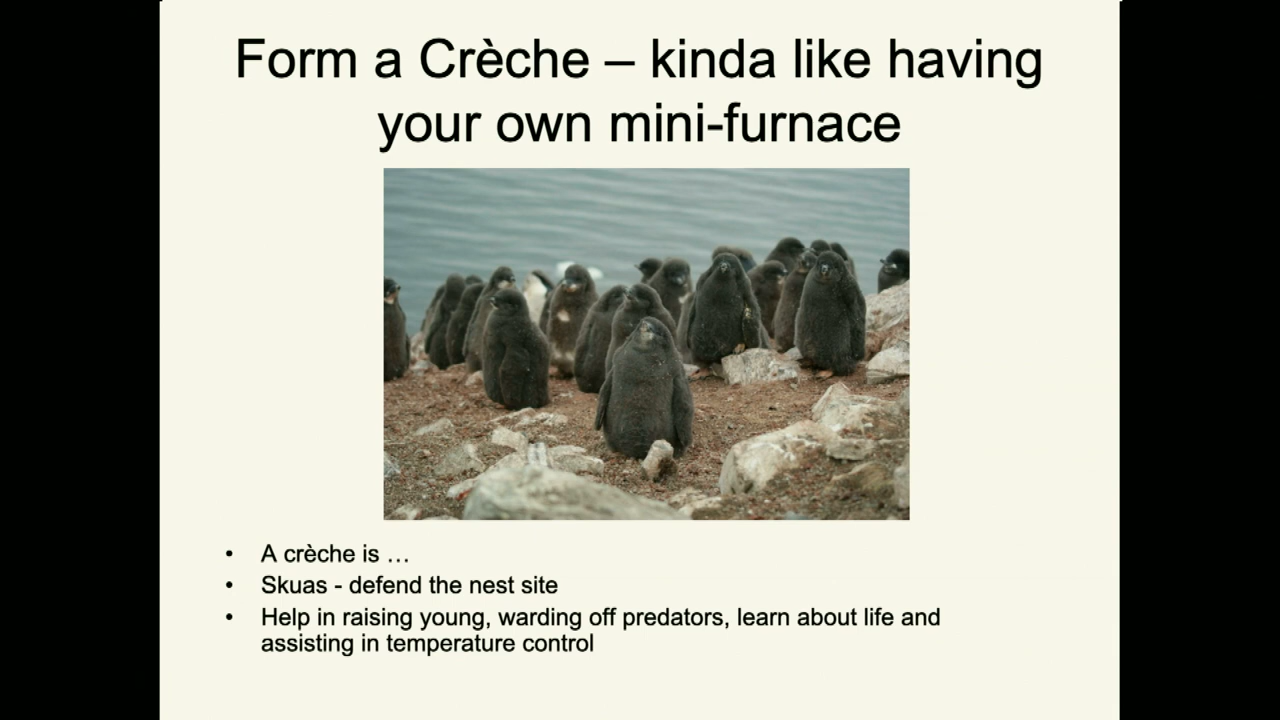 Form a Crèche – kinda like having
your own mini-furnace
• A crèche is …
• Skuas - defend the nest site
• Help in raising young, warding off predators, learn about life and
assisting in temperature control